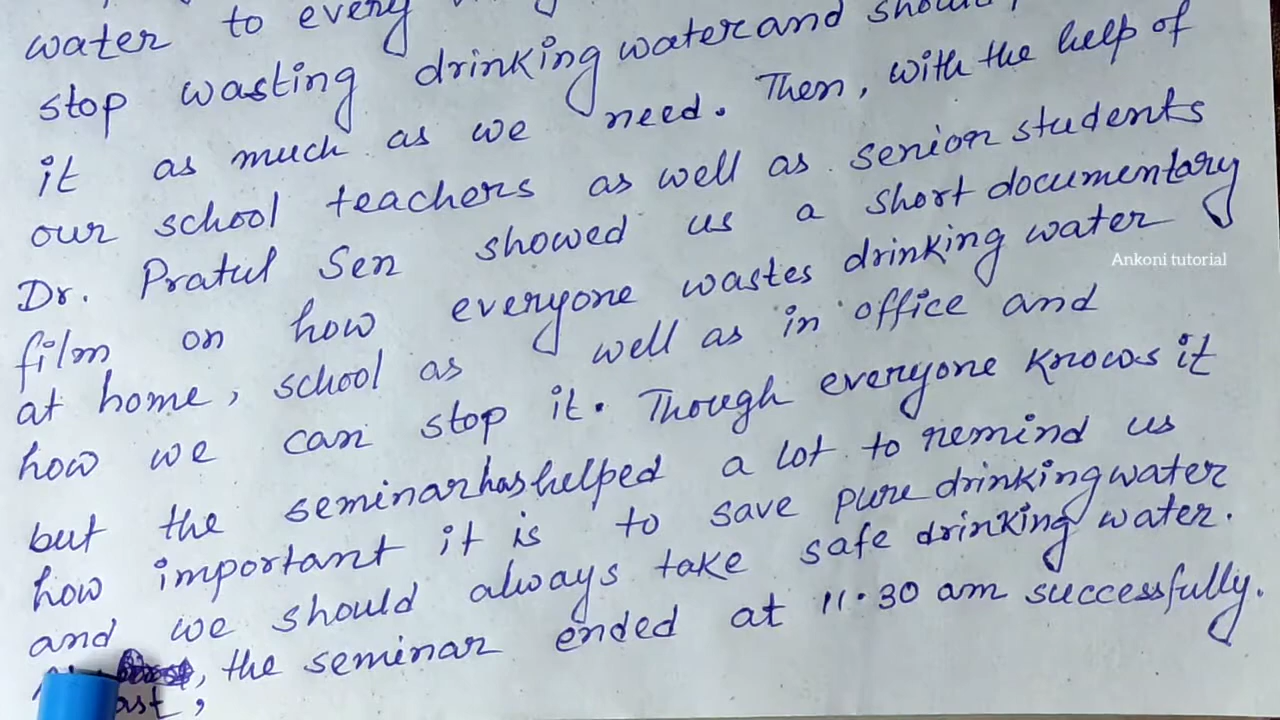 water to every
stop wasting drinking water and
it as much as we need. Then, with the help of
our school teachers as well as senior students
Dr. Pratul Sen showed us a short documentary
film on how everyone wastes drinking water
at home, school as well as in office and
how we can stop it. Though everyone knows it
but the seminar has helped a lot to remind us
how important it is to save pure drinking water
and we should always take safe drinking water.
, the seminar ended at 11.30 am successfully.
Ankoni tutorial